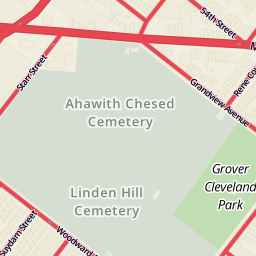 54th Street
Starr Street
Grandview Avenue
Ahawith Chesed
Cemetery
Grover
Cleveland
Park
Linden Hill
Cemetery
Suydam Street
Woodward